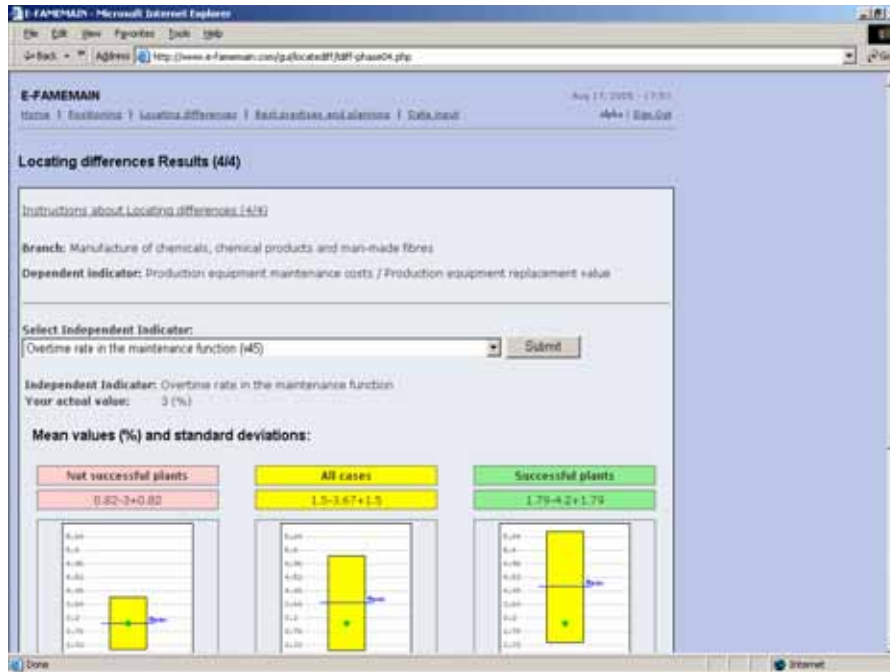 E-FAMEMAIN - Microsoft Internet Explorer
File Edit View Favorites Tools Help
Back Address http://www.e-famemain.com/gui/locatediff/ldiff-phase04.php
E-FAMEMAIN
Home | Positioning | Locating differences | Best practises and planning | Data input
alpha | Sign Out
Locating differences Results (4/4)
Instructions about Locating differences (4/4)
Branch: Manufacture of chemicals, chemical products and man-made fibres
Dependent indicator: Production equipment maintenance costs / Production equipment replacement value
Select Independent Indicator:
Overtime rate in the maintenance function (v45)
Submit
Independent Indicator: Overtime rate in the maintenance function
Your actual value: 3 (%)
Mean values (%) and standard deviations:
Not successful plants All cases Successful plants
0.82-3+0.82 1.5-3.67+1.5 1.79-4.2+1.79
Done
Internet